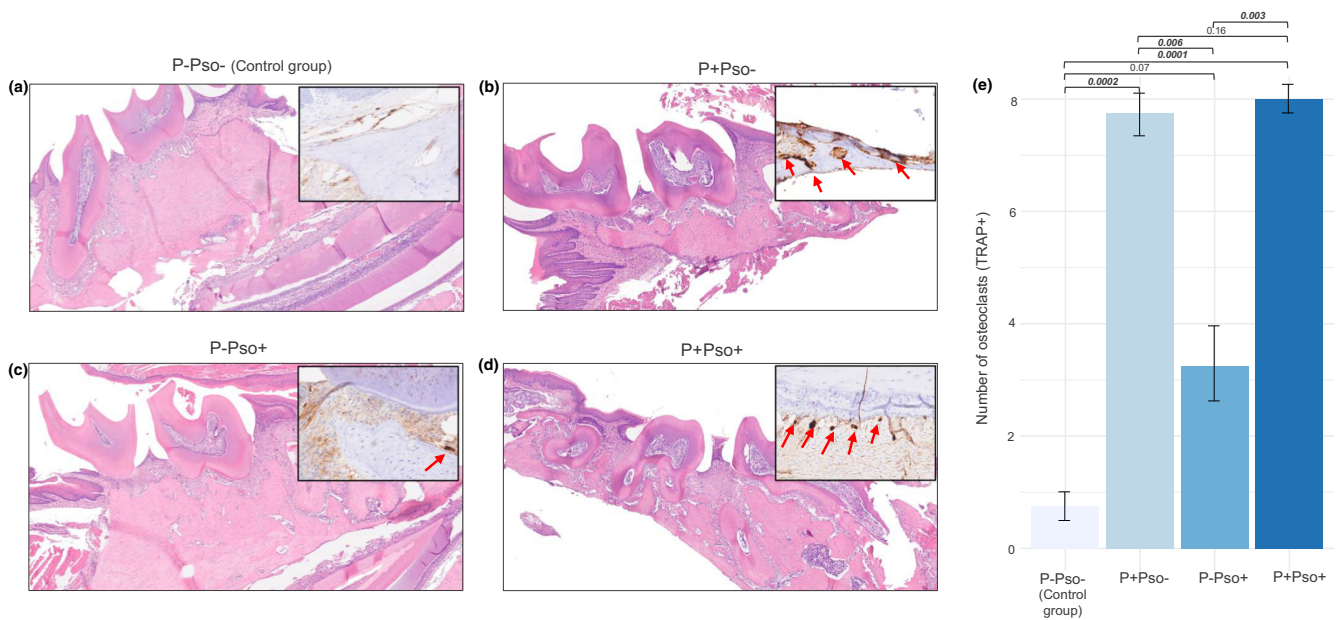 P-Pso- (Control group)
(a)
P+Pso-
(b)
P-Pso+
(c)
P+Pso+
(d)
(e)
0.003
0.16
0.006
0.0001
0.07
0.0002
Number of osteoclasts (TRAP+)
8
6
4
2
0
P-Pso-
(Control
group)
P+Pso-
P-Pso+
P+Pso+